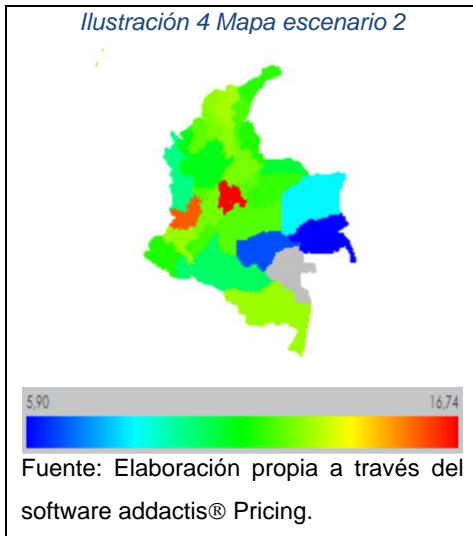 Ilustración 4 Mapa escenario 2
5,90 16,74
Fuente: Elaboración propia a través del
software addactis® Pricing.